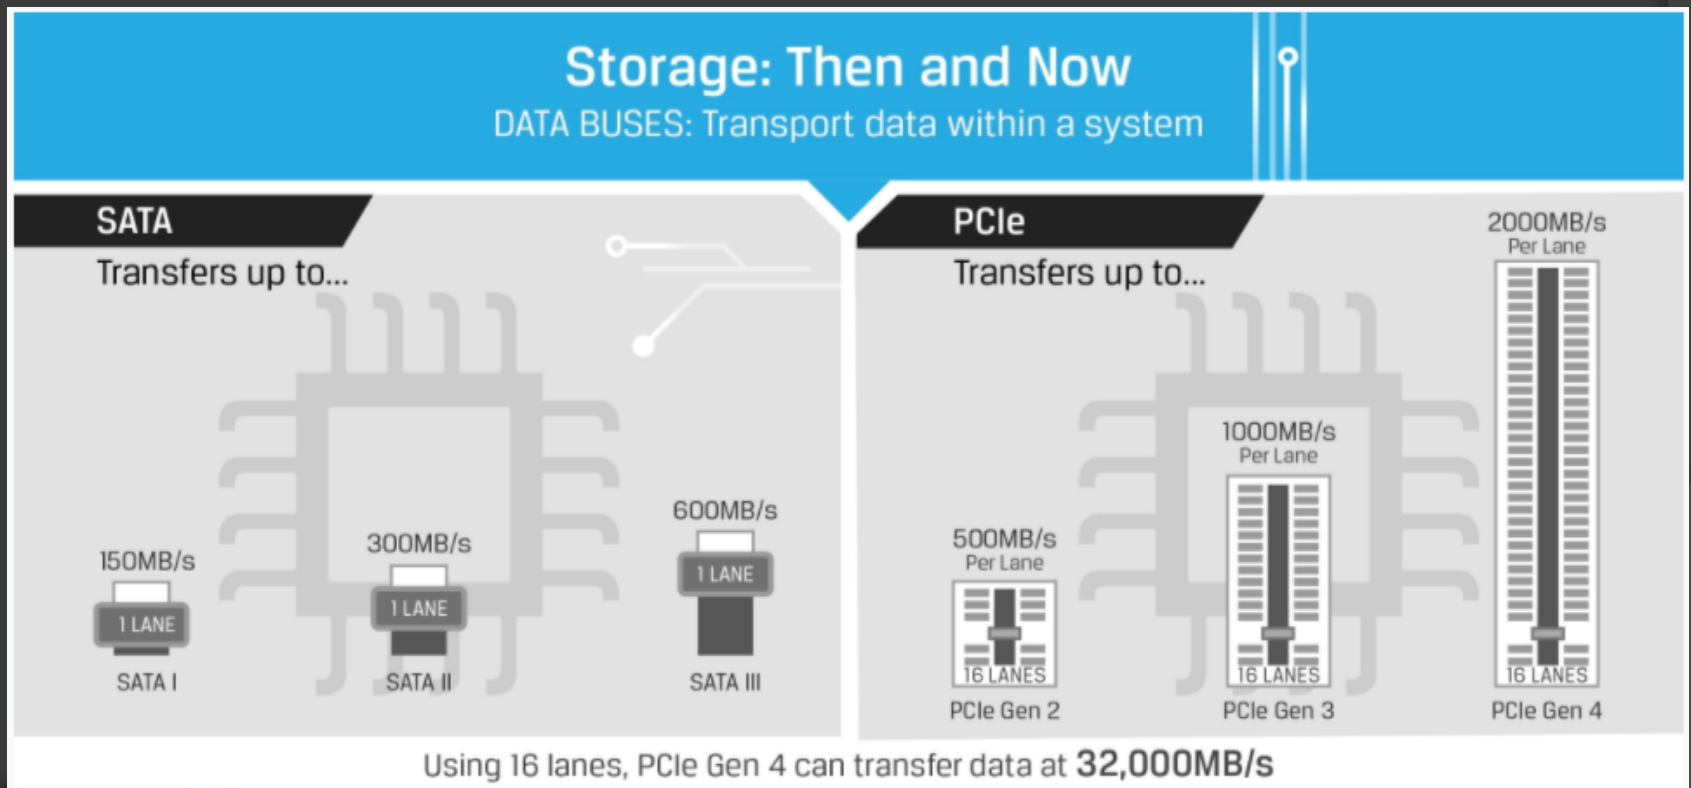 Storage: Then and Now
DATA BUSES: Transport data within a system
SATA
Transfers up to...
150MB/s
1 LANE
SATA I
300MB/s
1 LANE
SATA II
600MB/s
1 LANE
SATA III
PCIe
Transfers up to...
500MB/s
Per Lane
16 LANES
PCIe Gen 2
1000MB/s
Per Lane
16 LANES
PCIe Gen 3
2000MB/s
Per Lane
16 LANES
PCIe Gen 4
Using 16 lanes, PCIe Gen 4 can transfer data at 32,000MB/s